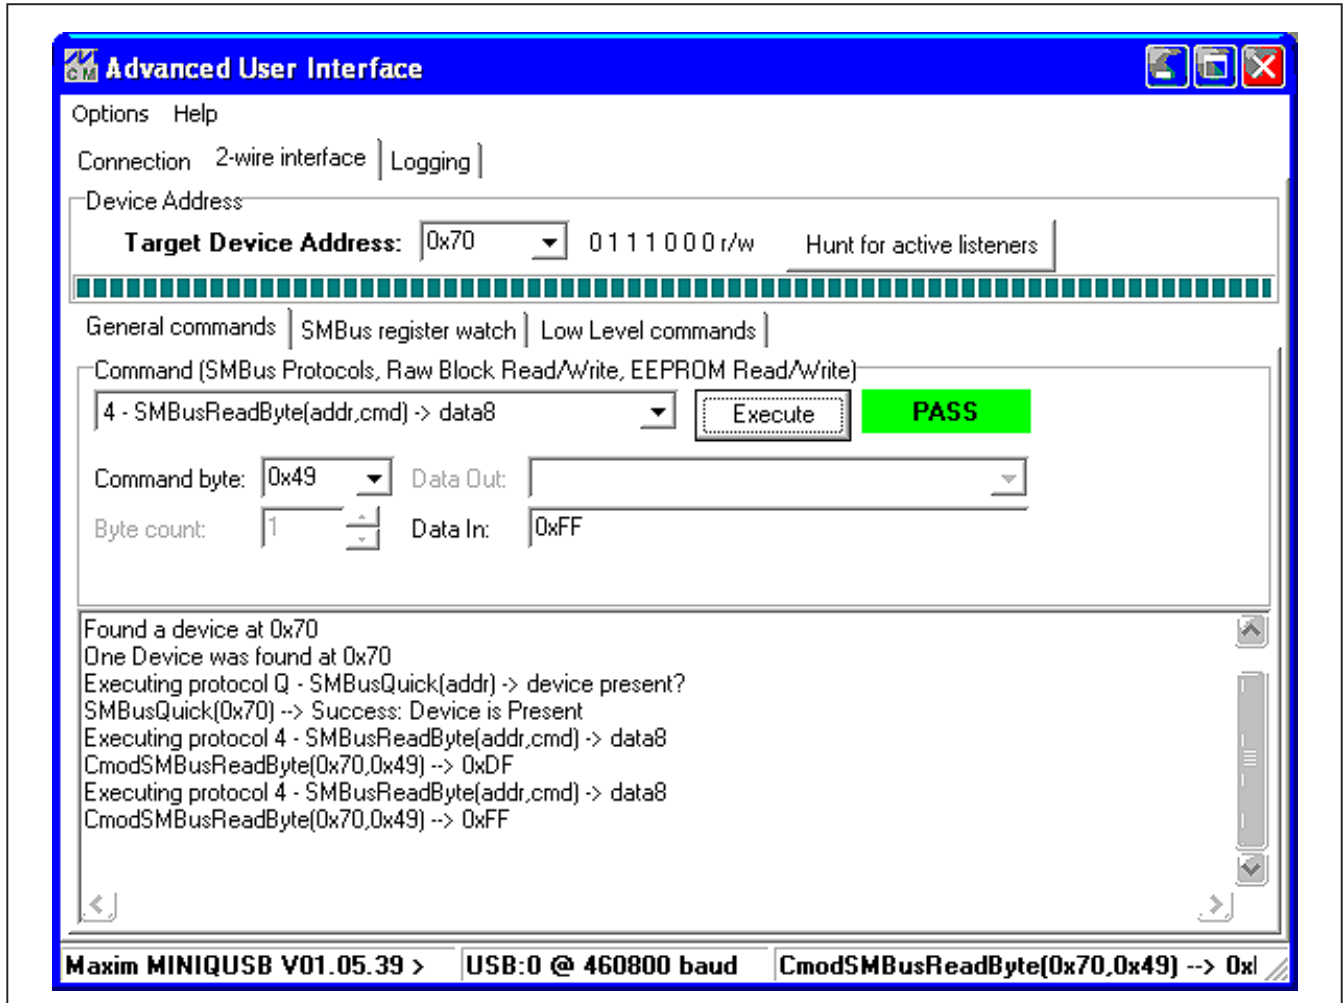 CM Advanced User Interface
Options Help
Connection 2-wire interface Logging
Device Address
Target Device Address: 0x70 0 1 1 1 0 0 0 r/w Hunt for active listeners
General commands SMBus register watch Low Level commands
Command (SMBus Protocols, Raw Block Read/Write, EEPROM Read/Write)
4 - SMBusReadByte(addr,cmd) -> data8 Execute PASS
Command byte: 0x49 Data Out:
Byte count: 1 Data In: 0xFF
Found a device at 0x70
One Device was found at 0x70
Executing protocol Q - SMBusQuick(addr) -> device present?
SMBusQuick(0x70) --> Success: Device is Present
Executing protocol 4 - SMBusReadByte(addr,cmd) -> data8
CmodSMBusReadByte(0x70,0x49) --> 0xDF
Executing protocol 4 - SMBusReadByte(addr,cmd) -> data8
CmodSMBusReadByte(0x70,0x49) --> 0xFF
Maxim MINIQUSB V01.05.39 > USB:0 @ 460800 baud CmodSMBusReadByte(0x70,0x49) --> 0x